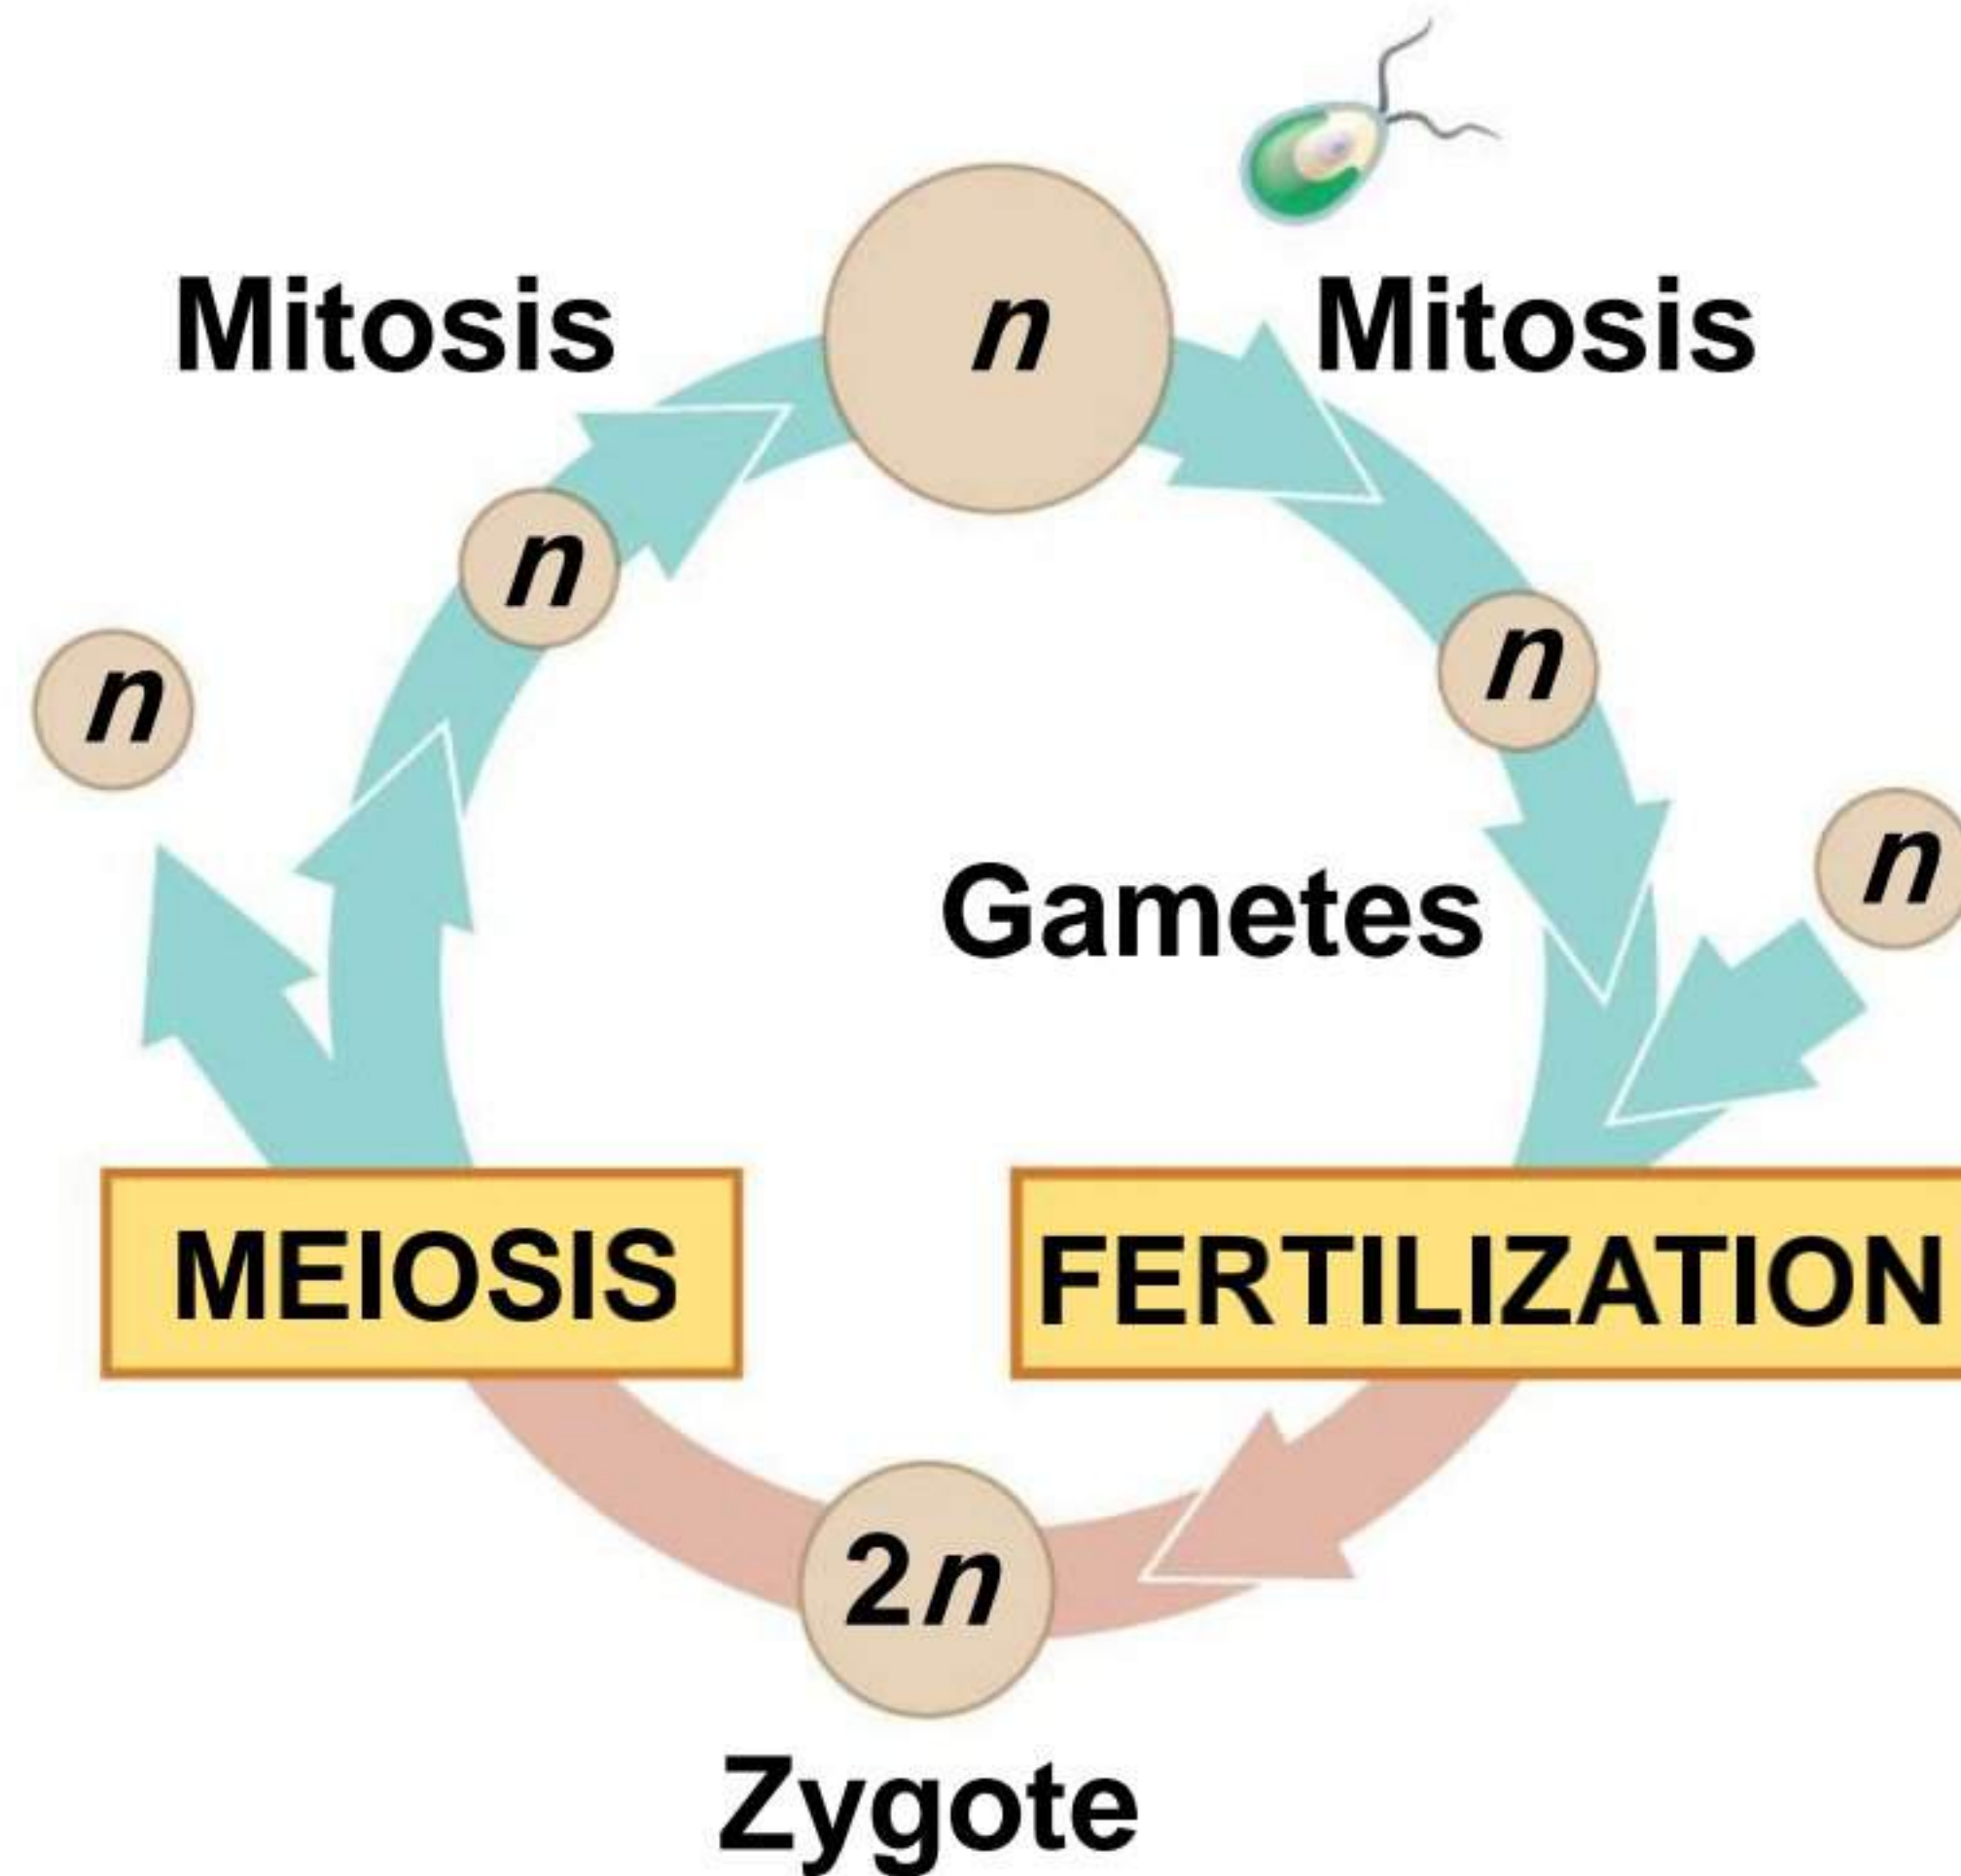 n
Mitosis
Mitosis
n
n
n
n
Gametes
MEIOSIS
FERTILIZATION
2n
Zygote